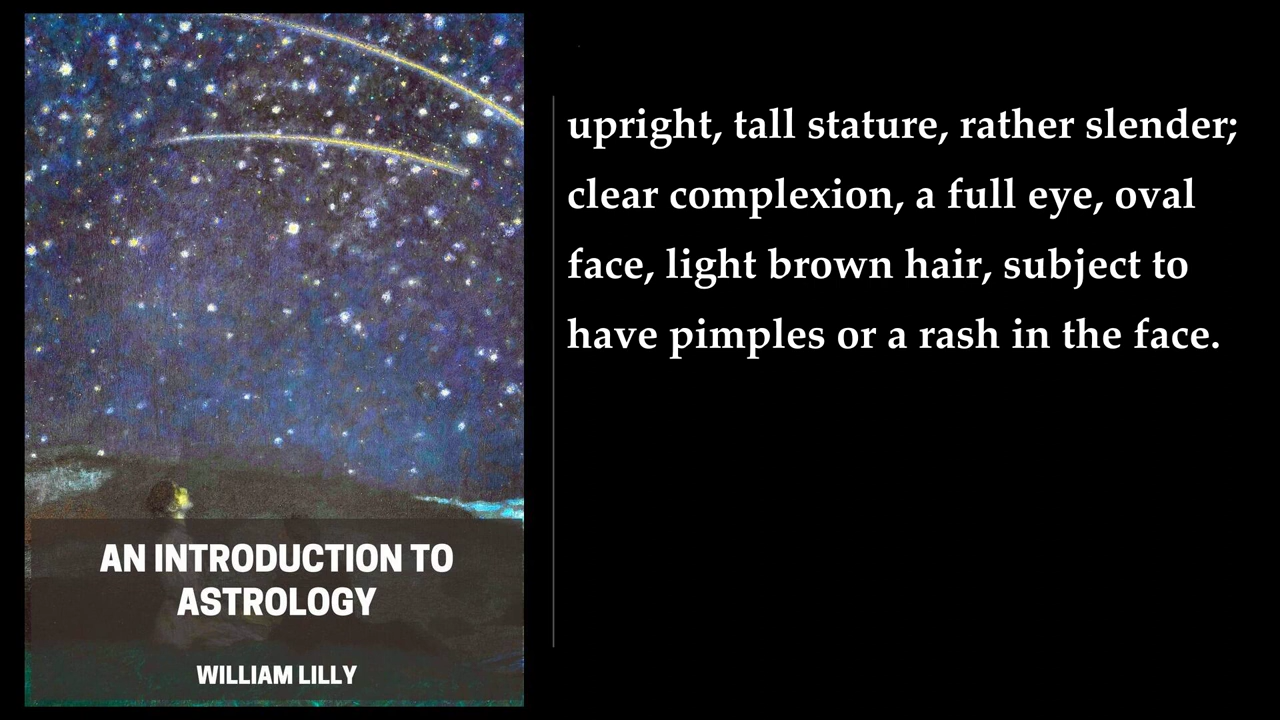 AN INTRODUCTION TO
ASTROLOGY
WILLIAM LILLY
upright, tall stature, rather slender;
clear complexion, a full eye, oval
face, light brown hair, subject to
have pimples or a rash in the face.